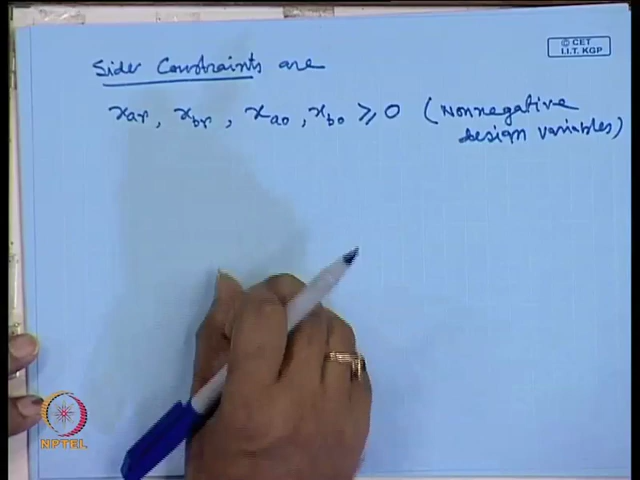 © CET
I.I.T. KGP
Side Constraints are
xar, xbr, xao, xbo ≥ 0 (Nonnegative
design variables)
NPTEL